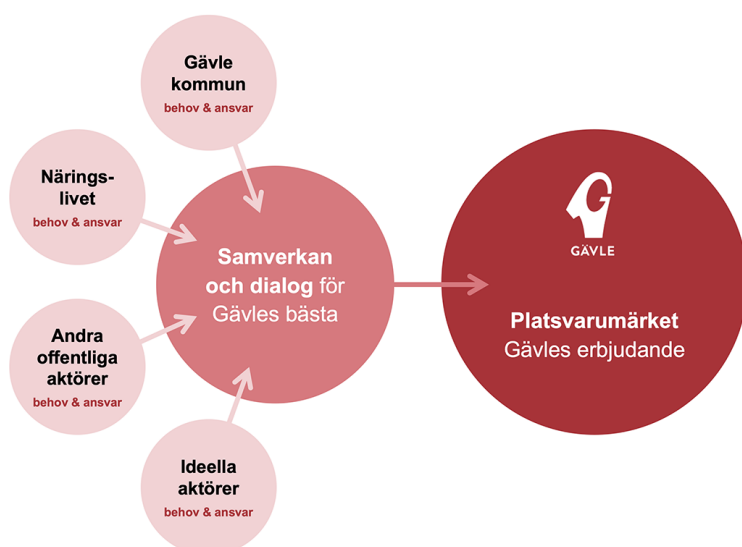 Gävle
kommun
behov & ansvar
Närings-
livet
behov & ansvar
Andra
offentliga
aktörer
behov & ansvar
Ideella
aktörer
behov & ansvar
Samverkan
och dialog för
Gävles bästa
G
GÄVLE
Platsvarumärket
Gävles erbjudande